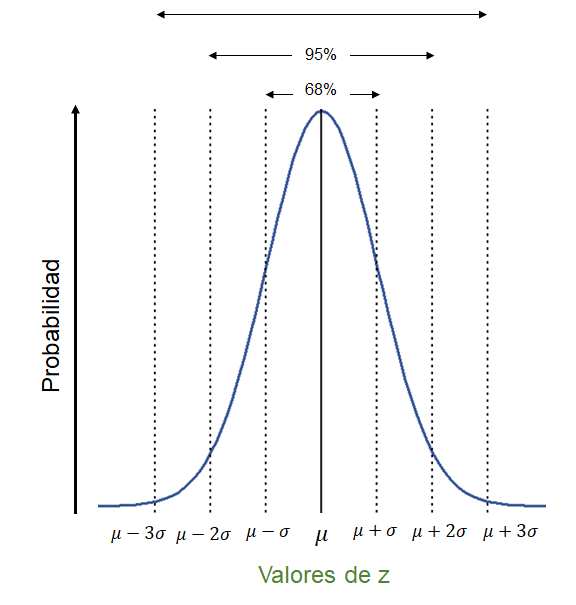 95%
68%
Probabilidad
μ − 3σ μ − 2σ μ − σ μ μ + σ μ + 2σ μ + 3σ
Valores de z